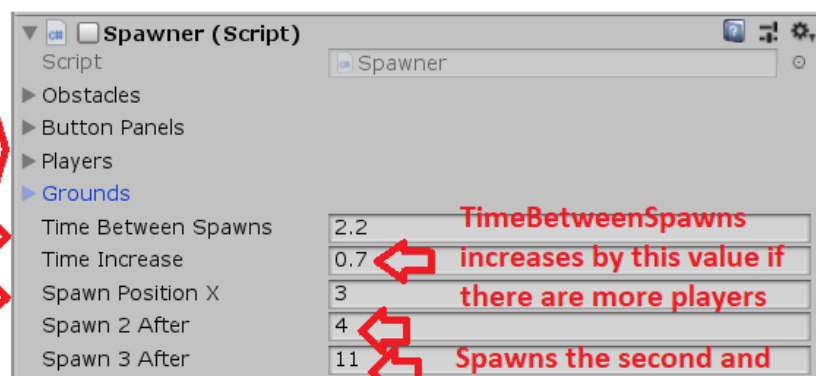 Spawner (Script)
Script Spawner
Obstacles
Button Panels
Players
Grounds
Time Between Spawns 2.2
TimeBetweenSpawns
Time Increase 0.7
increases by this value if
Spawn Position X 3
there are more players
Spawn 2 After 4
Spawn 3 After 11
Spawns the second and